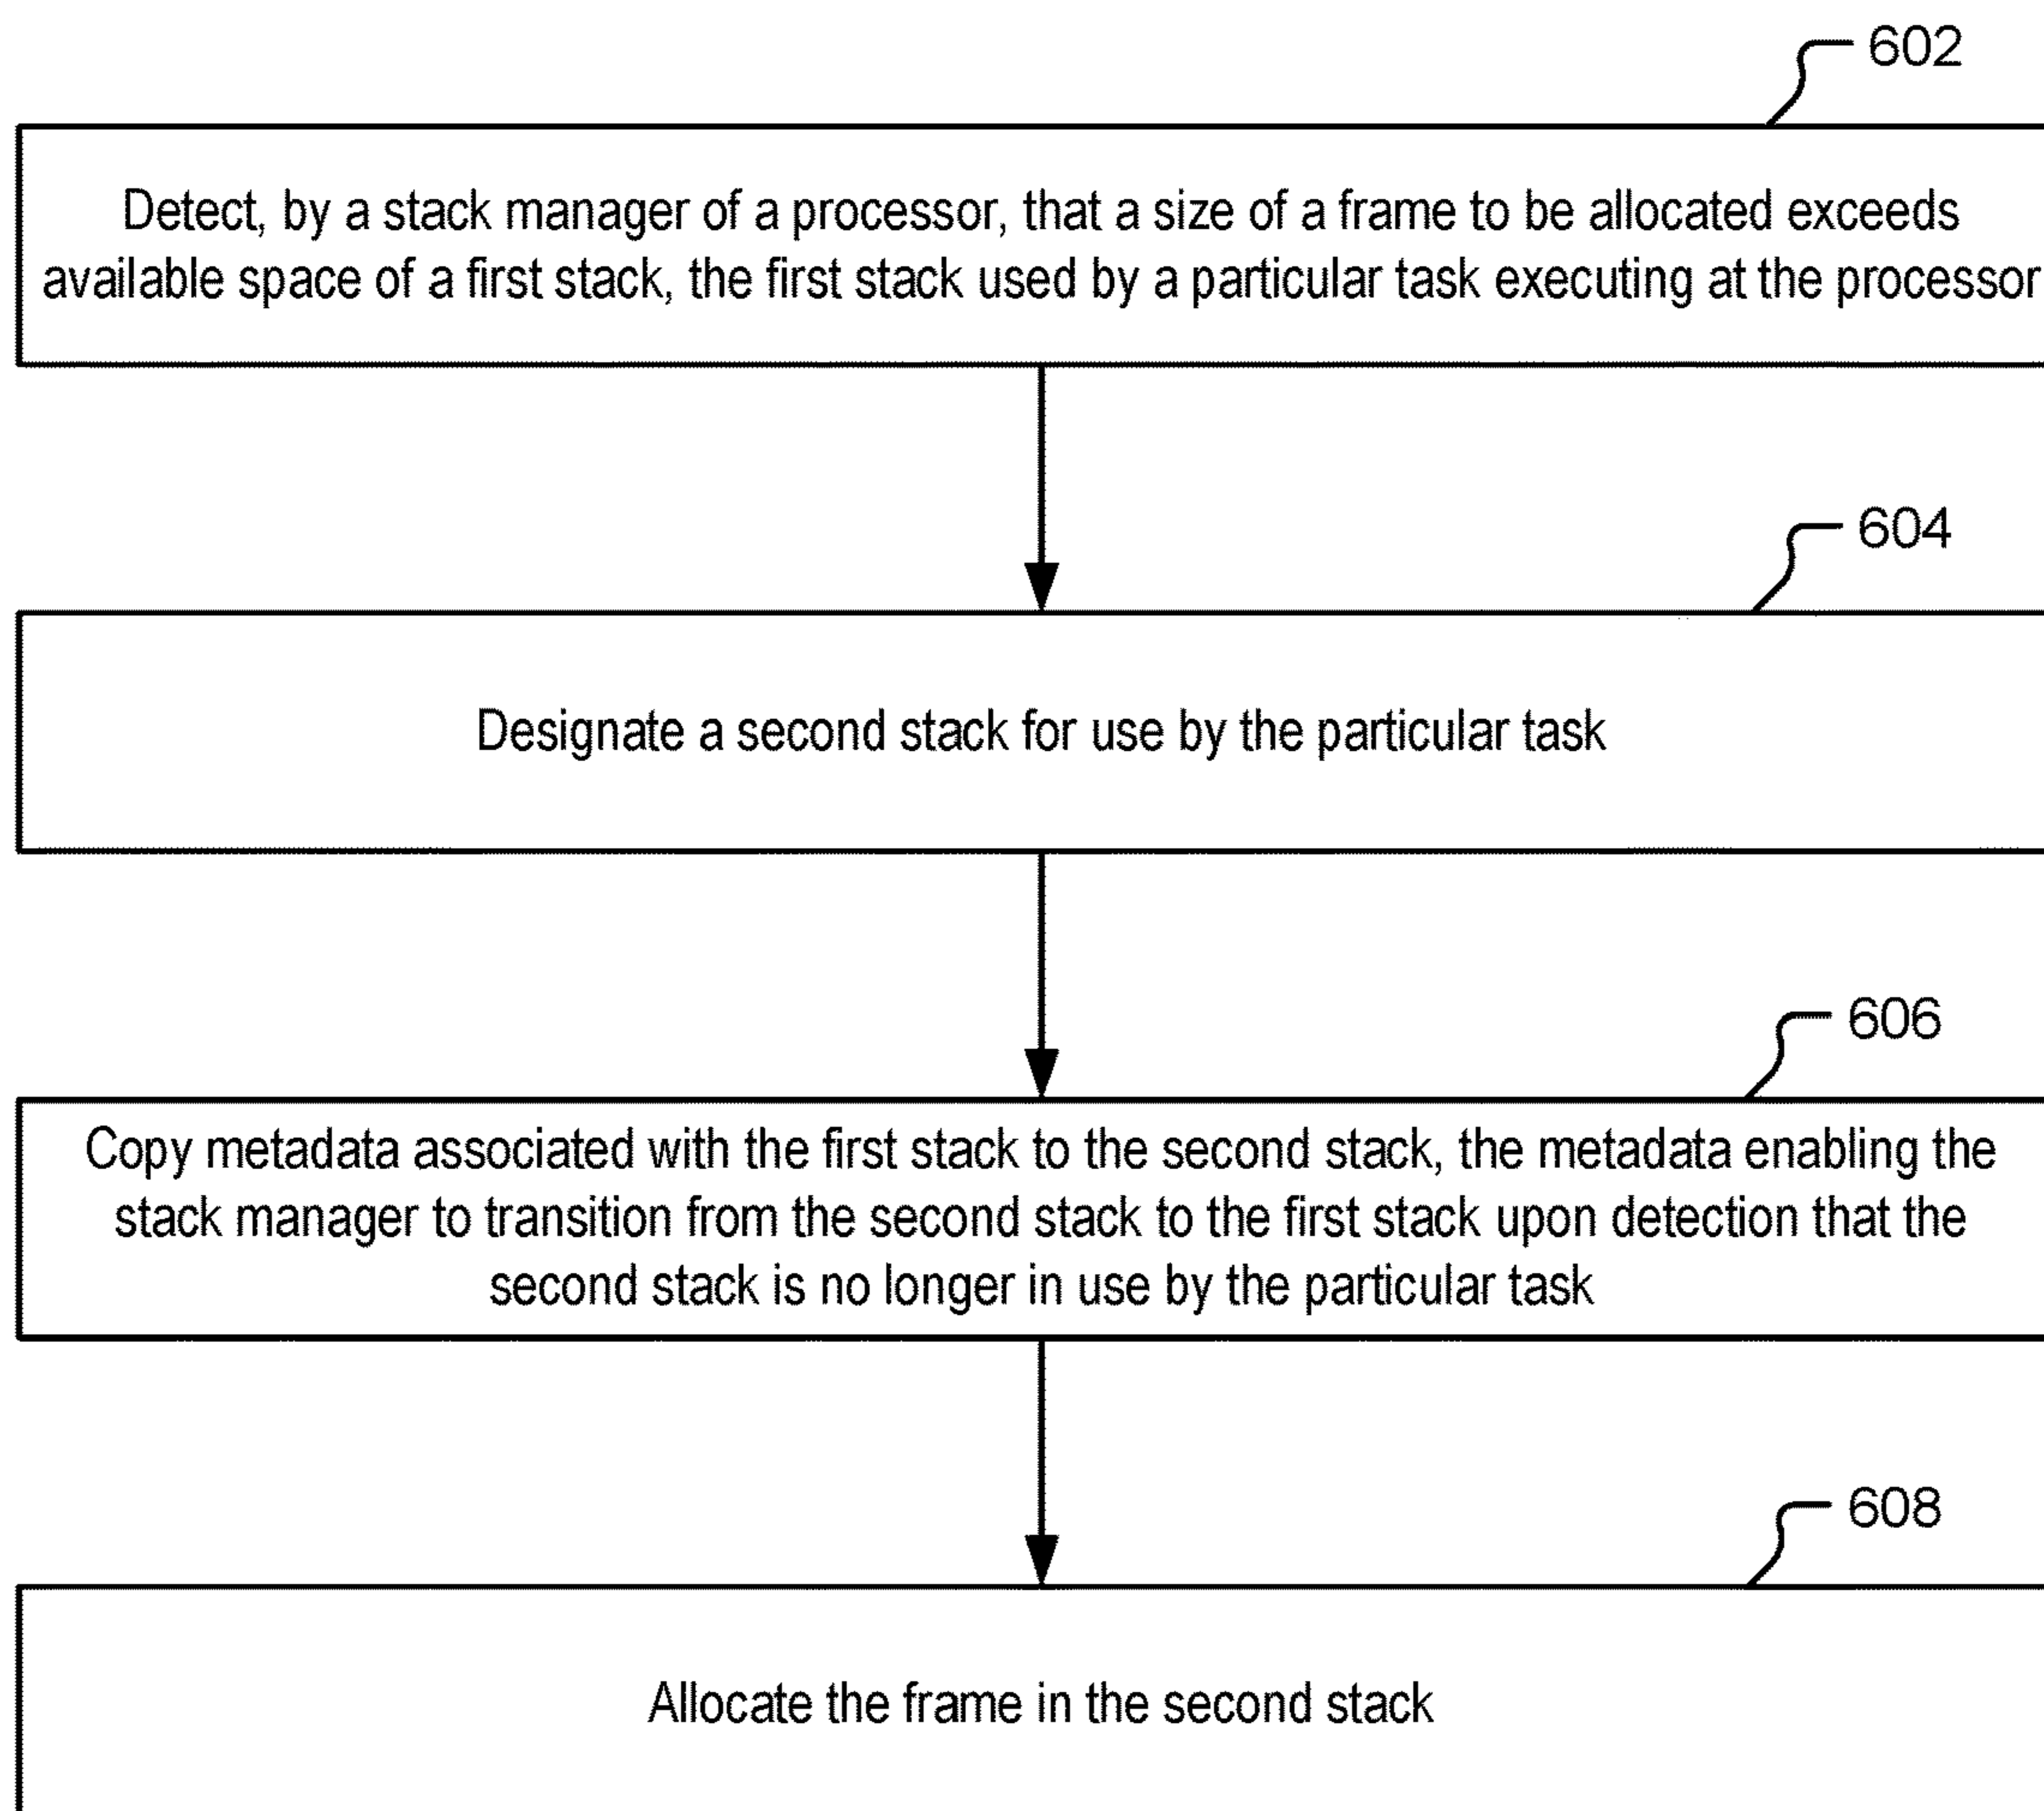 602
Detect, by a stack manager of a processor, that a size of a frame to be allocated exceeds
available space of a first stack, the first stack used by a particular task executing at the processor
604
Designate a second stack for use by the particular task
606
Copy metadata associated with the first stack to the second stack, the metadata enabling the
stack manager to transition from the second stack to the first stack upon detection that the
second stack is no longer in use by the particular task
608
Allocate the frame in the second stack